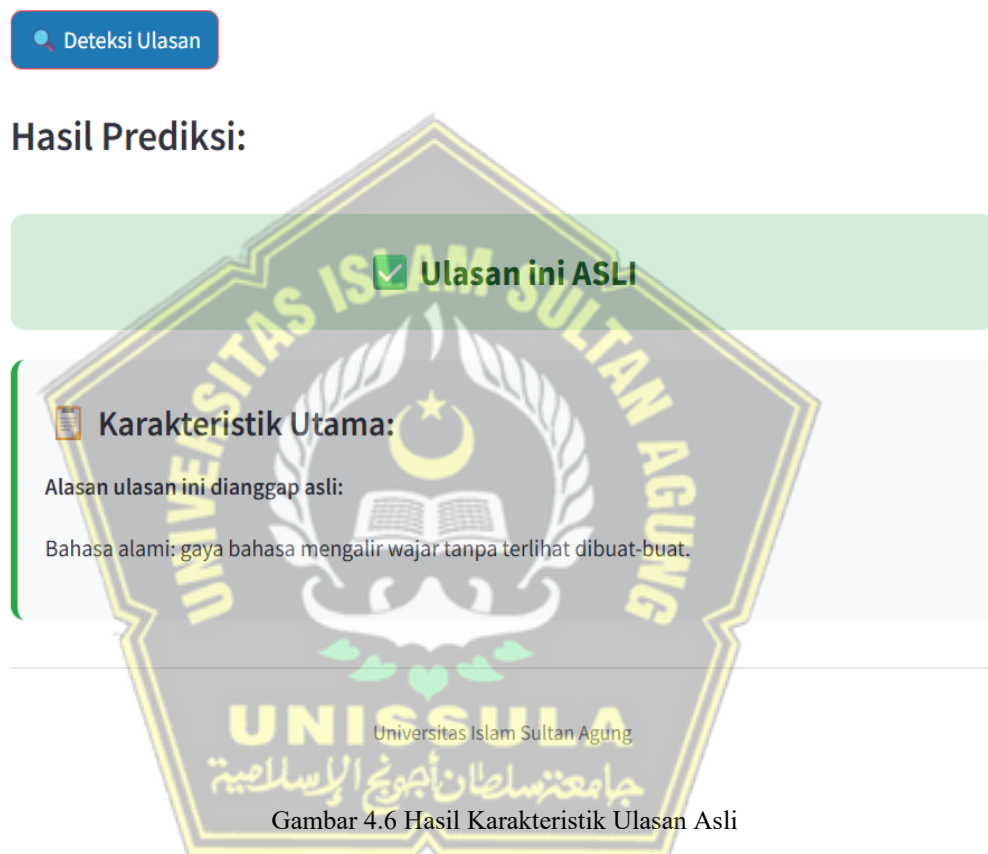 Deteksi Ulasan
Hasil Prediksi:
Ulasan ini ASLI
Karakteristik Utama:
Alasan ulasan ini dianggap asli:
Bahasa alami: gaya bahasa mengalir wajar tanpa terlihat dibuat-buat.
UNIVERSITAS ISLAM SULTAN AGUNG
UNISSULA
Universitas Islam Sultan Agung
جامعة سلطان أجونج الإسلامية
Gambar 4.6 Hasil Karakteristik Ulasan Asli